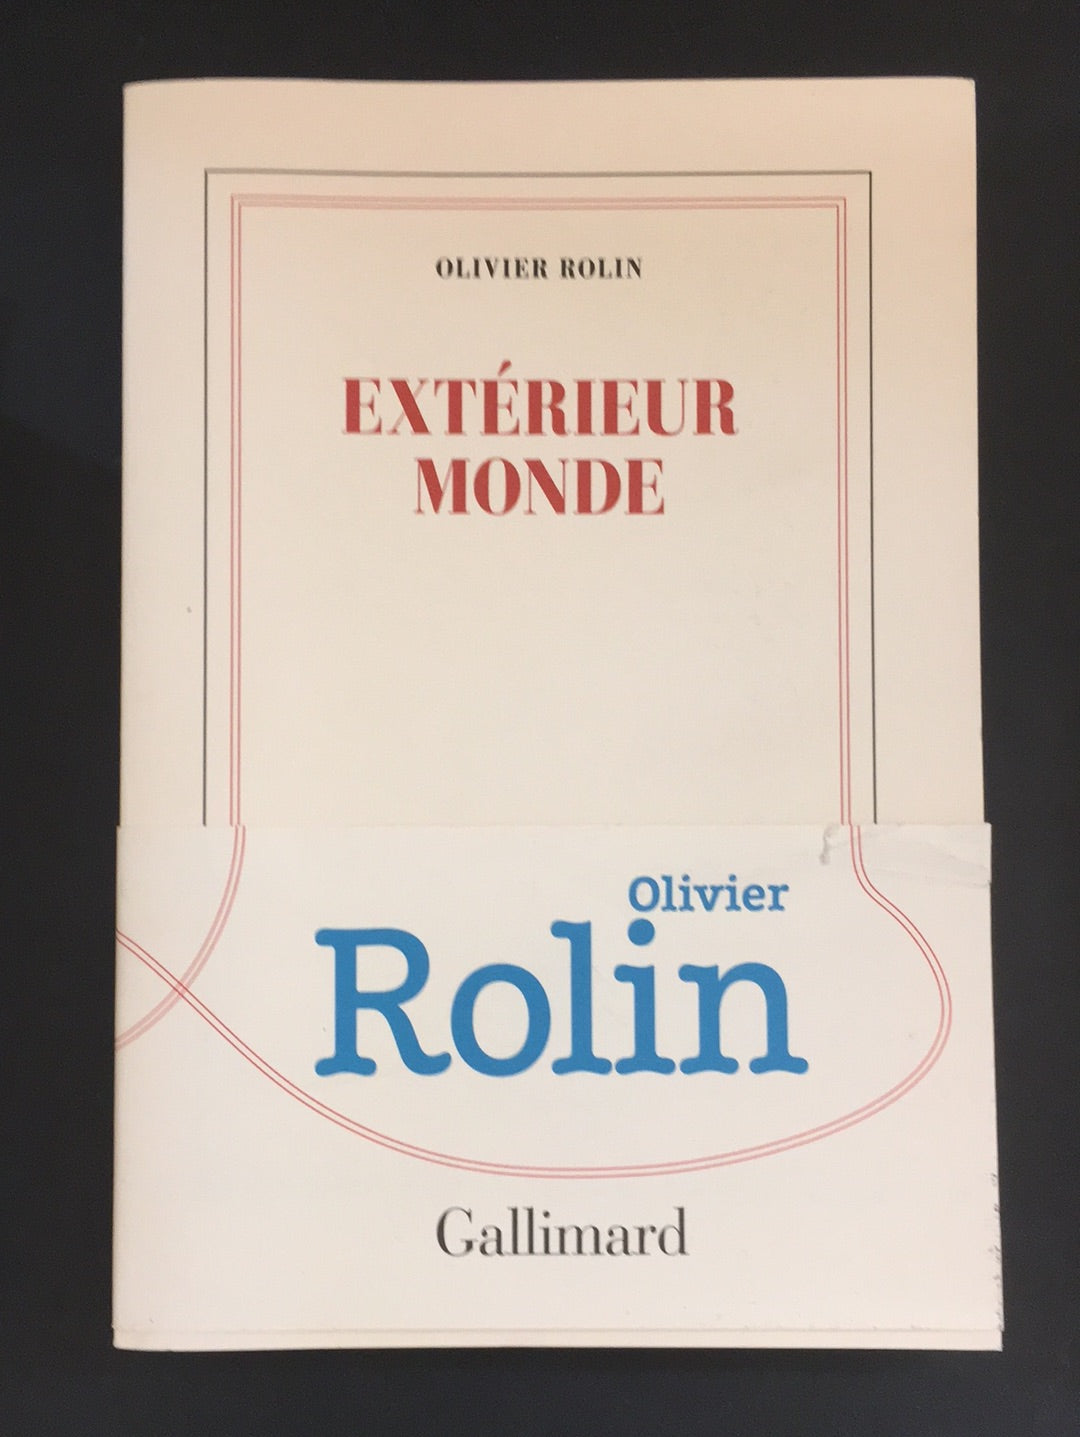 OLIVIER ROLIN
EXTÉRIEUR
MONDE
Olivier
Rolin
Gallimard